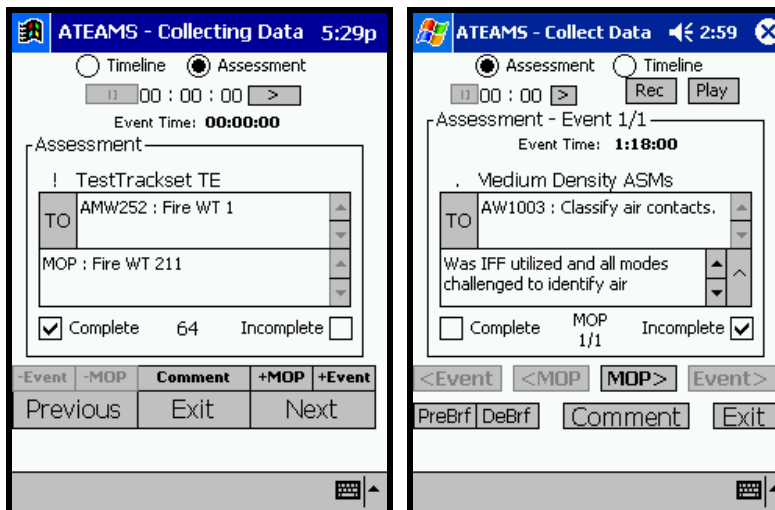 ATEAMS - Collecting Data 5:29p
Timeline Assessment
00 : 00 : 00 >
Event Time: 00:00:00
Assessment
! TestTrackset TE
TO AMW252 : Fire WT 1
MOP : Fire WT 211
Complete 64 Incomplete
-Event -MOP Comment +MOP +Event
Previous Exit Next
ATEAMS - Collect Data 2:59
Assessment Timeline
00 : 00 > Rec Play
Assessment - Event 1/1
Event Time: 1:18:00
. Medium Density ASMs
TO AW1003 : Classify air contacts.
Was IFF utilized and all modes
challenged to identify air
Complete MOP Incomplete
1/1
<Event <MOP MOP> Event>
PreBrf DeBrf Comment Exit